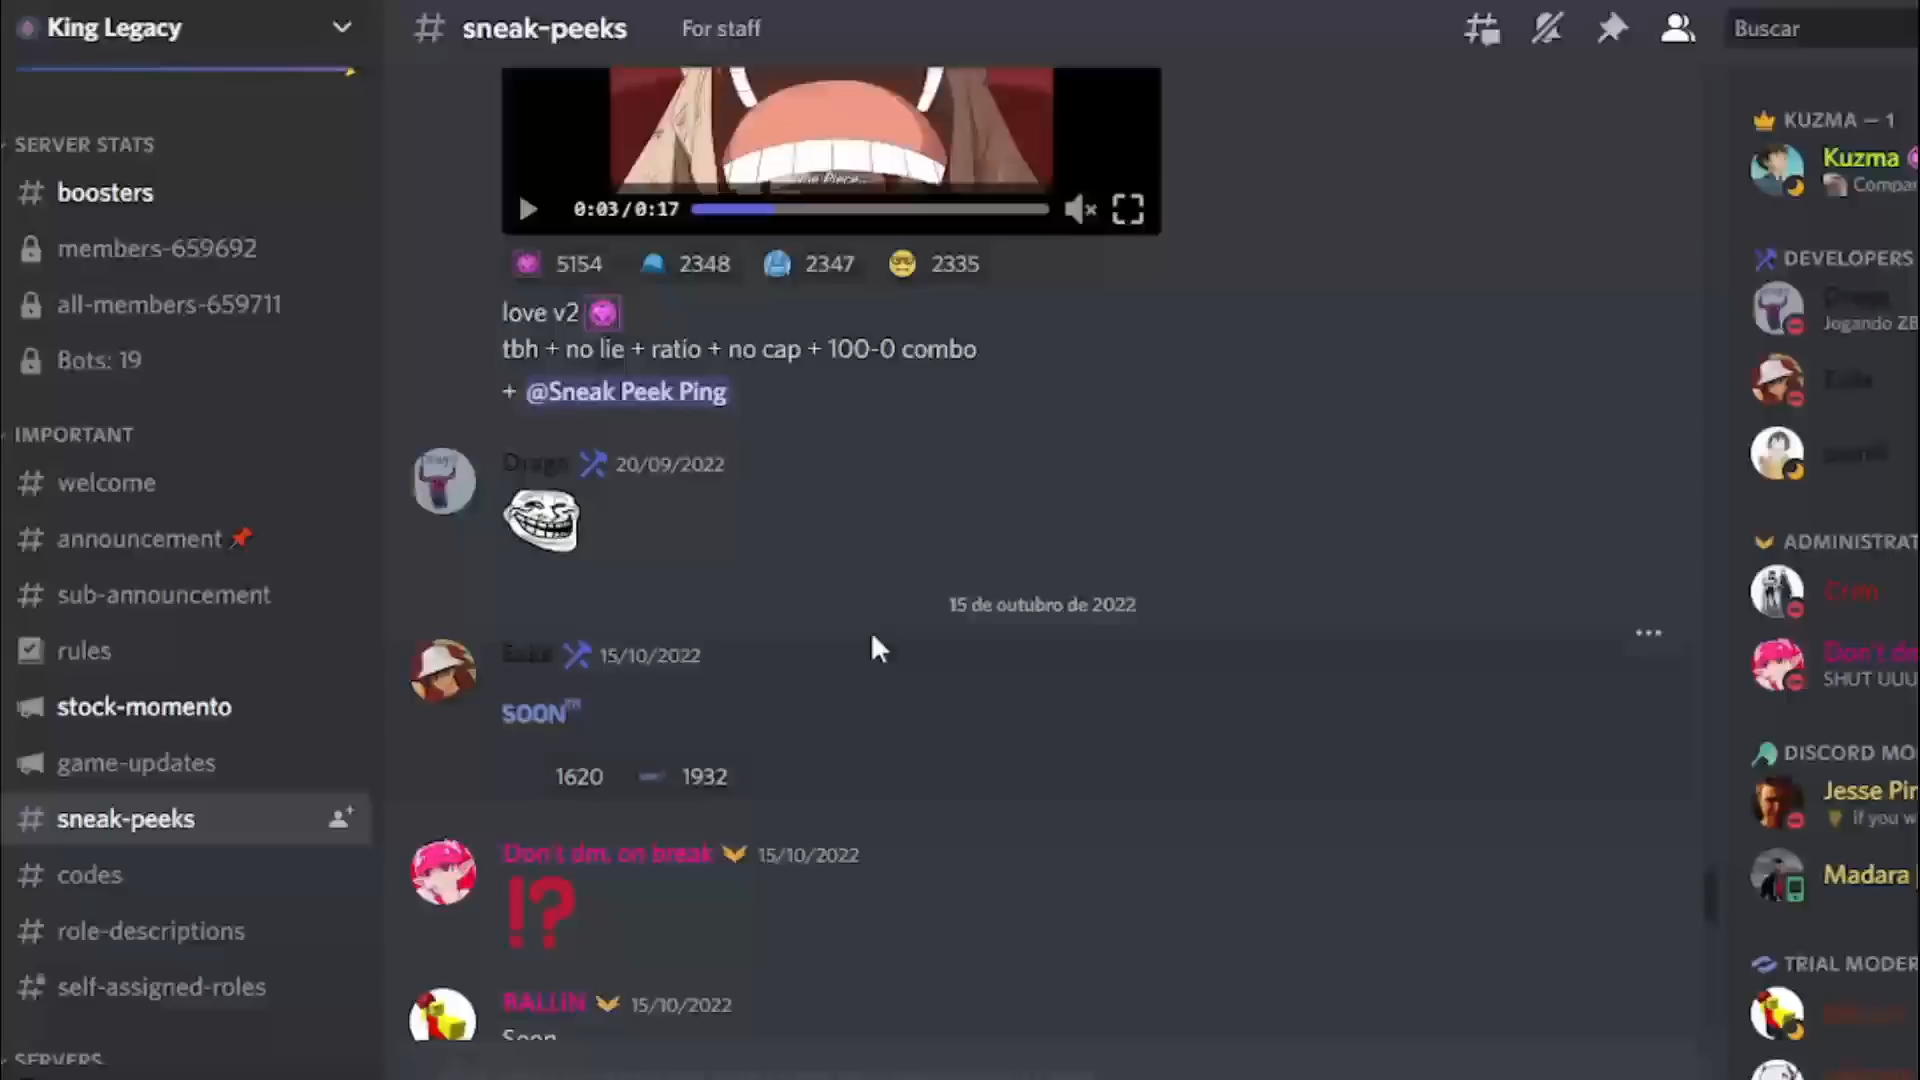 King Legacy
SERVER STATS
boosters
members-659692
all-members-659711
Bots: 19
IMPORTANT
welcome
announcement
sub-announcement
rules
stock-momento
game-updates
sneak-peeks
codes
role-descriptions
self-assigned-roles
SERVERS
sneak-peeks For staff
Buscar
0:03/0:17
5154 2348 2347 2335
love v2
tbh + no lie + ratio + no cap + 100-0 combo
+ @Sneak Peek Ping
Drago 20/09/2022
15 de outubro de 2022
15/10/2022
SOON™
1620 1932
Don't dm. on break 15/10/2022
!?
BALLIN 15/10/2022
Soon
KUZMA — 1
Kuzma
Compar
DEVELOPERS
Drago
Jogando ZB
ADMINISTRAT
Crim
Don't dm
SHUT UUU
DISCORD MO
Jesse Pin
if you w
Madara
TRIAL MODER